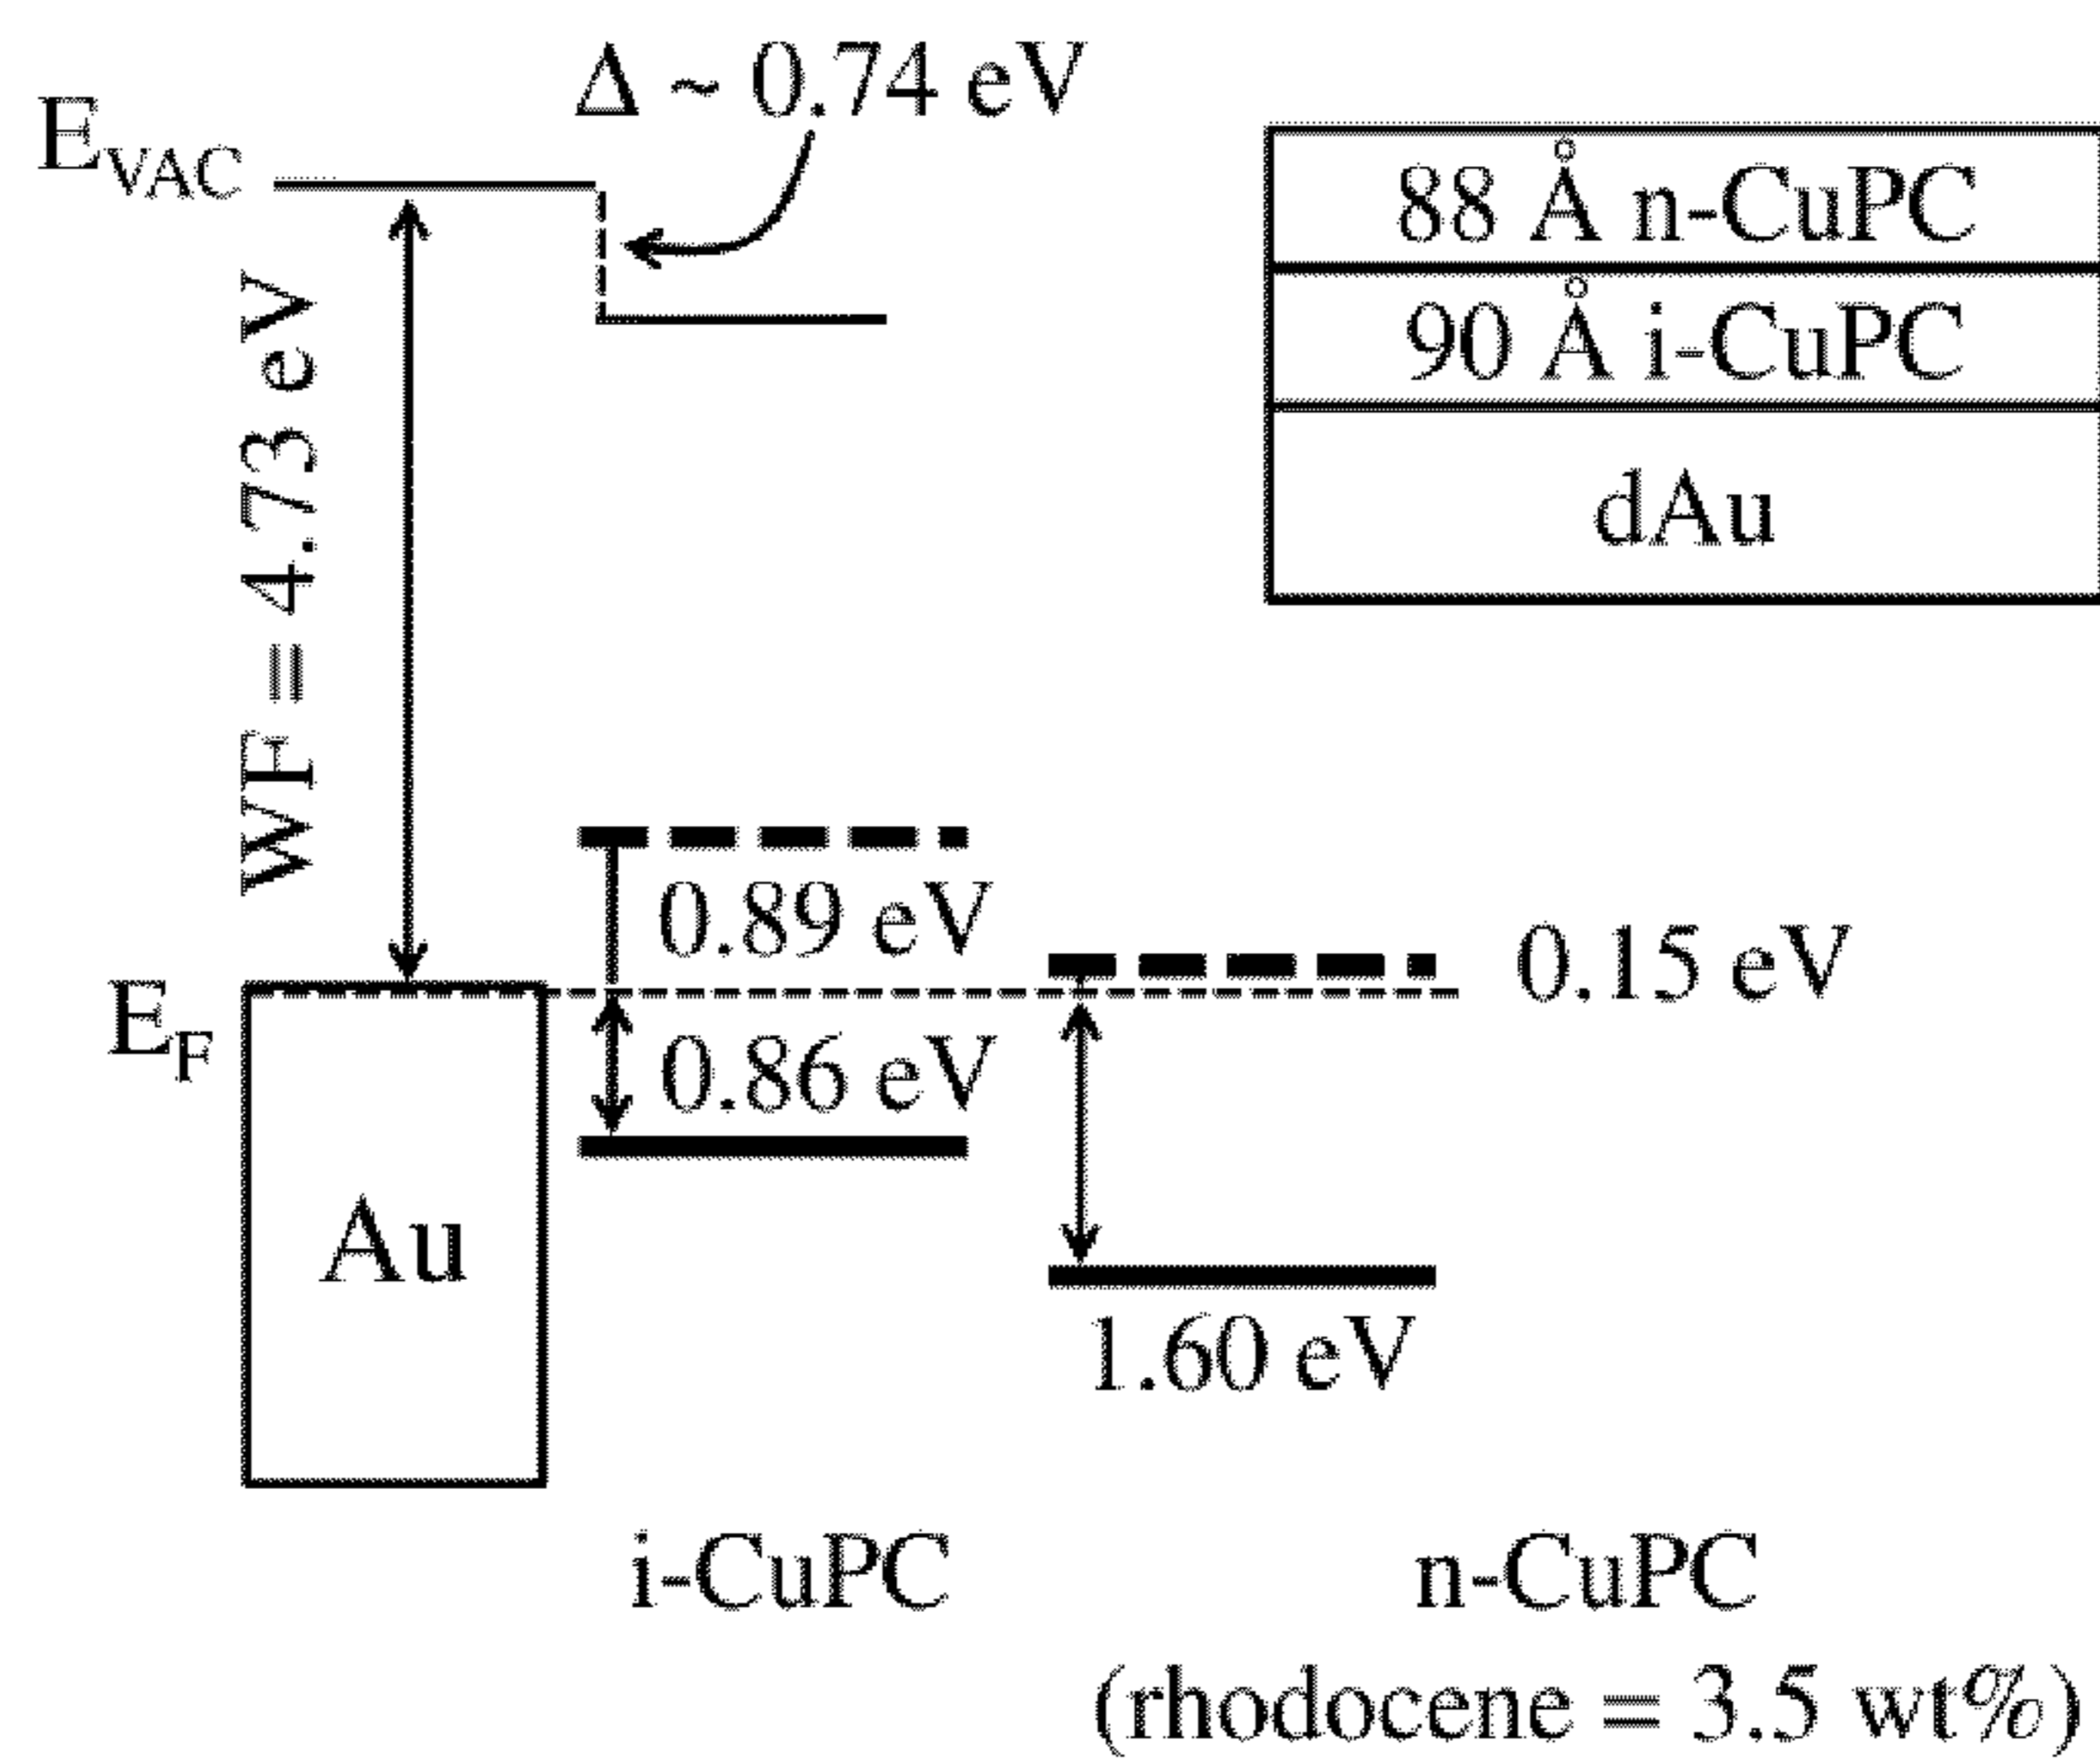 Δ ~ 0.74 eV
E_VAC
WF = 4.73 eV
88 Å n-CuPC
90 Å i-CuPC
dAu
0.89 eV
0.15 eV
E_F
0.86 eV
Au
1.60 eV
i-CuPC
n-CuPC
(rhodocene = 3.5 wt%)